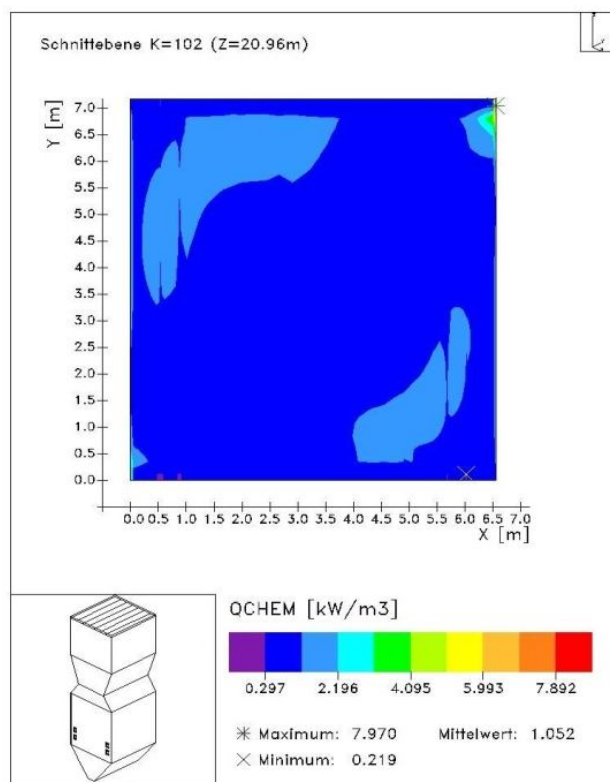 Schnittebene K=102 (Z=20.96m)
Y [m]
7.0
6.5
6.0
5.5
5.0
4.5
4.0
3.5
3.0
2.5
2.0
1.5
1.0
0.5
0.0
0.0 0.5 1.0 1.5 2.0 2.5 3.0 3.5 4.0 4.5 5.0 5.5 6.0 6.5 7.0
X [m]
QCHEM [kW/m3]
0.297 2.196 4.095 5.993 7.892
Maximum: 7.970 Mittelwert: 1.052
Minimum: 0.219